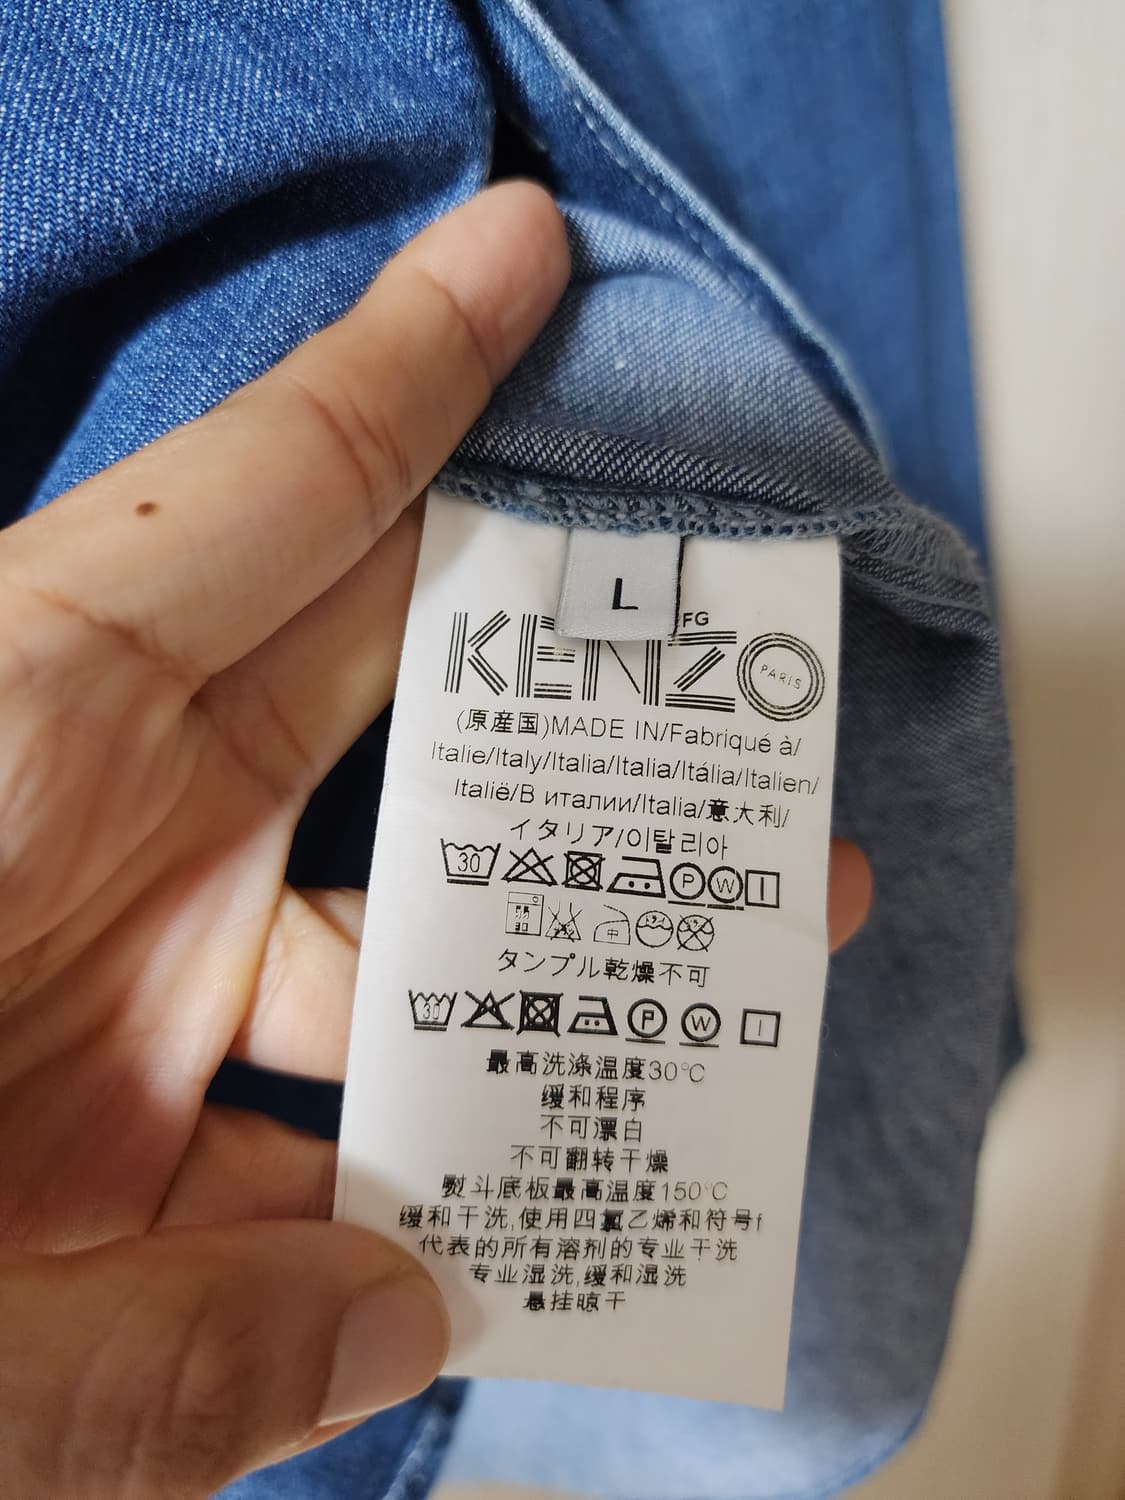 L
FG
KENZO
PARIS
(原産国)MADE IN/Fabriqué à/
Italie/Italy/Italia/Italia/Itália/Italien/
Italië/В италии/Italia/意大利/
イタリア/이탈리아
30 P W
中
タンブル乾燥不可
30 P W
最高洗涤温度30°C
缓和程序
不可漂白
不可翻转干燥
熨斗底板最高温度150°C
缓和干洗,使用四氯乙烯和符号f
代表的所有溶剂的专业干洗
专业湿洗,缓和湿洗
悬挂晾干